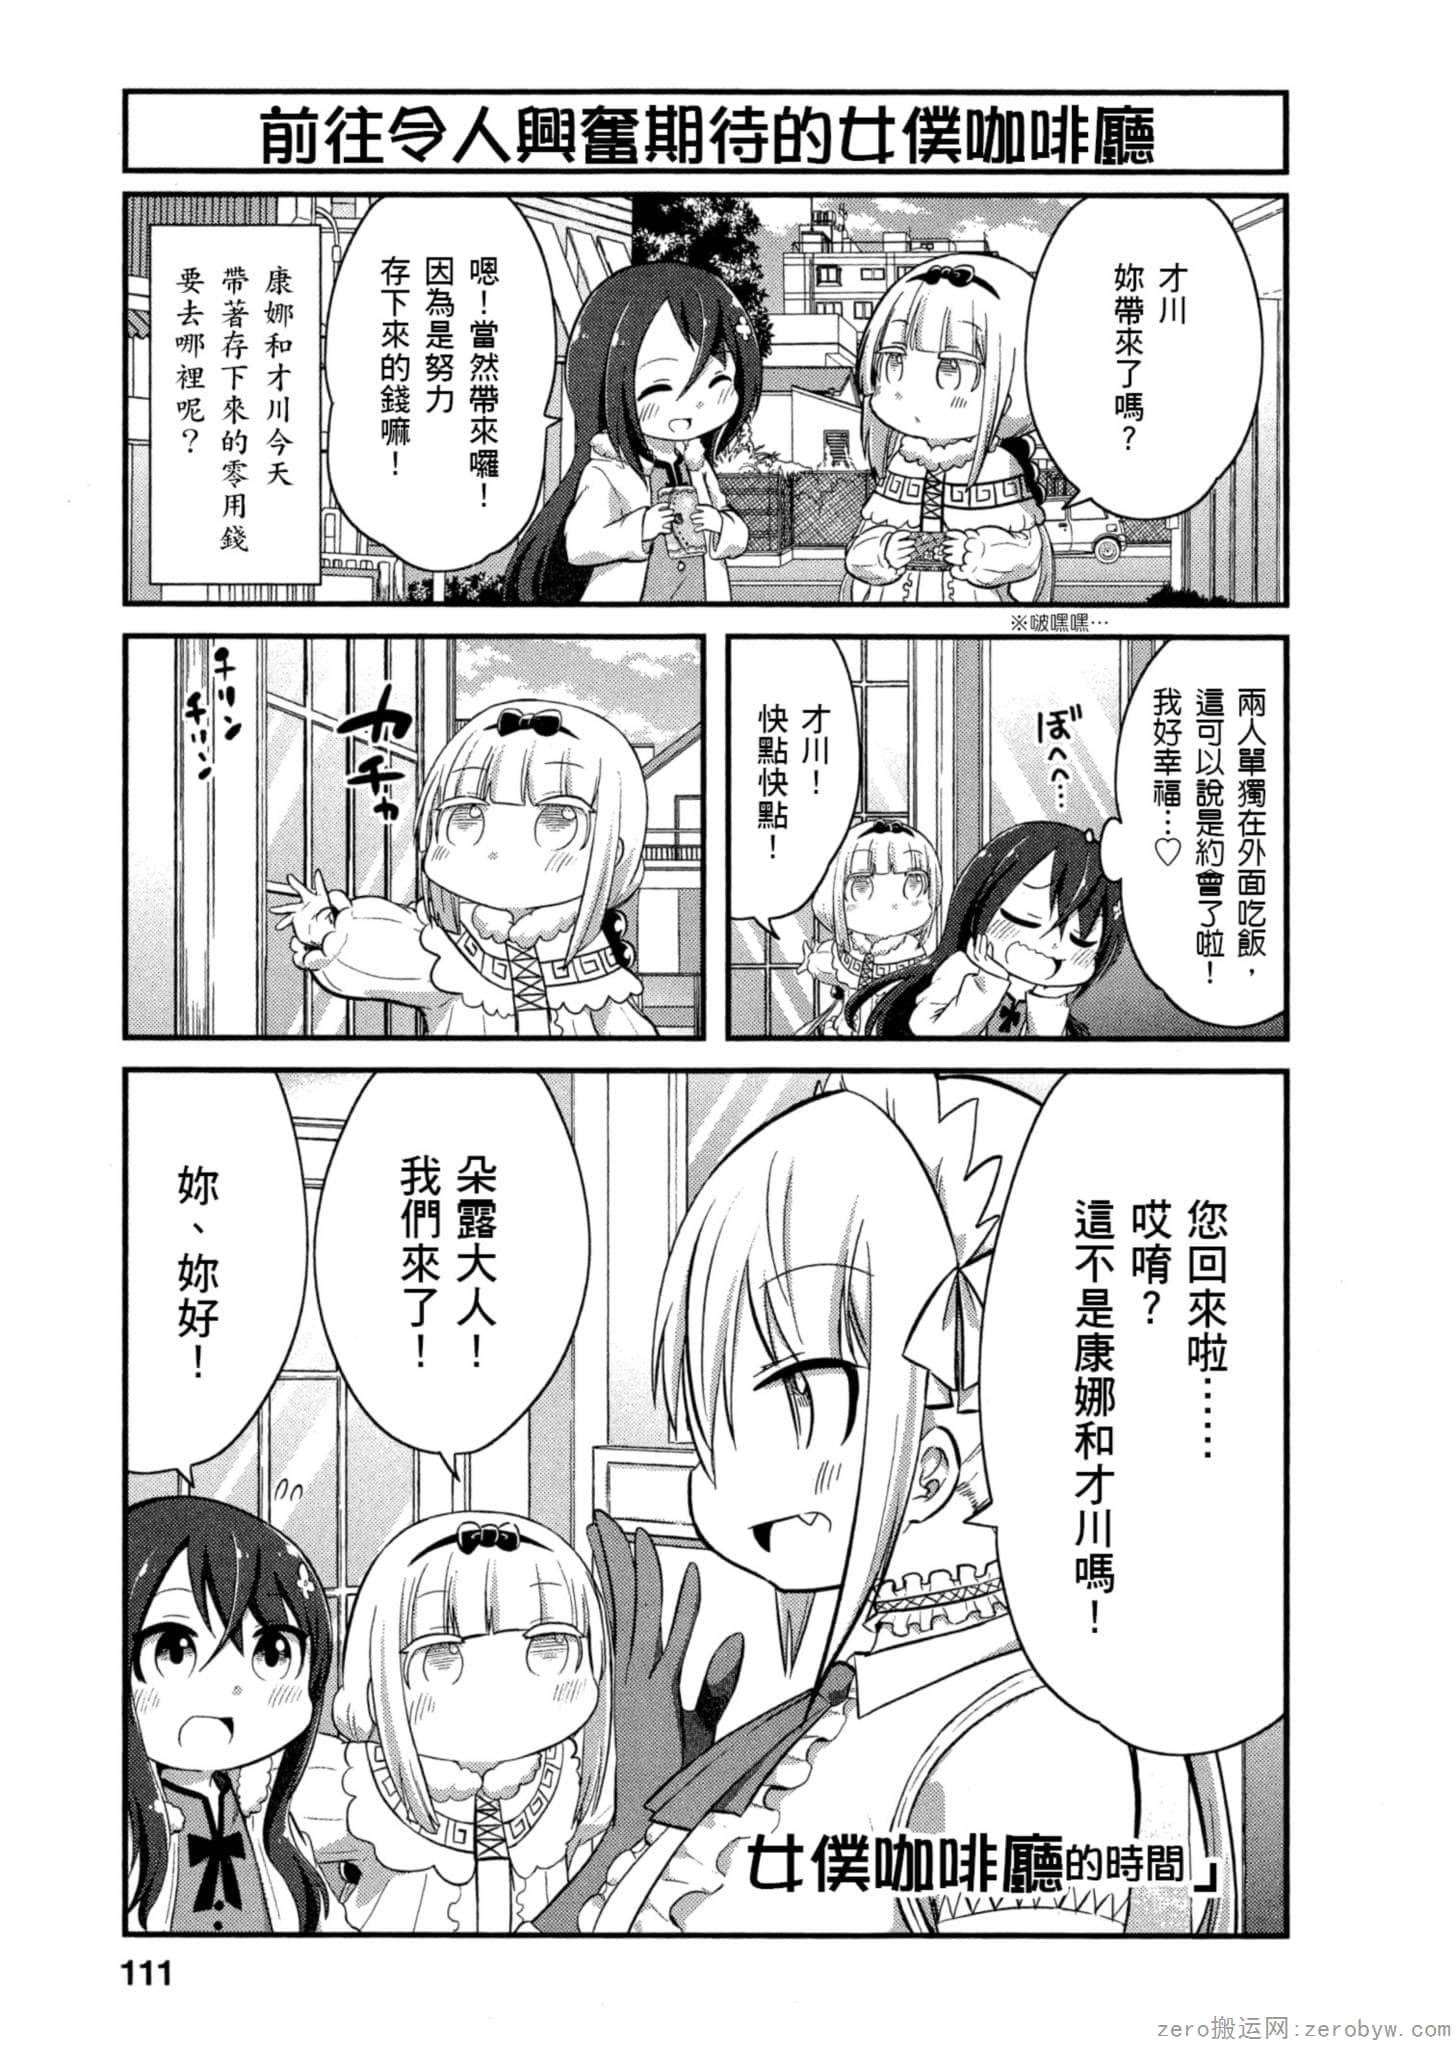 前往令人興奮期待的女僕咖啡廳
才川
妳帶來了嗎？
嗯！當然帶來囉！
因為是努力
存下來的錢嘛！
康娜和才川今天
帶著存下來的零用錢
要去哪裡呢？
※啵嘿嘿…
兩人單獨在外面吃飯，
這可以說是約會了啦！
我好幸福…♡
ぼへへ…
才川！
快點快點！
カチャ
チリン
チリン
您回來啦……
哎唷？
這不是康娜和才川嗎！
朵露大人！
我們來了！
妳、妳好！
女僕咖啡廳的時間」
111
zero搬运网:zerobyw.com